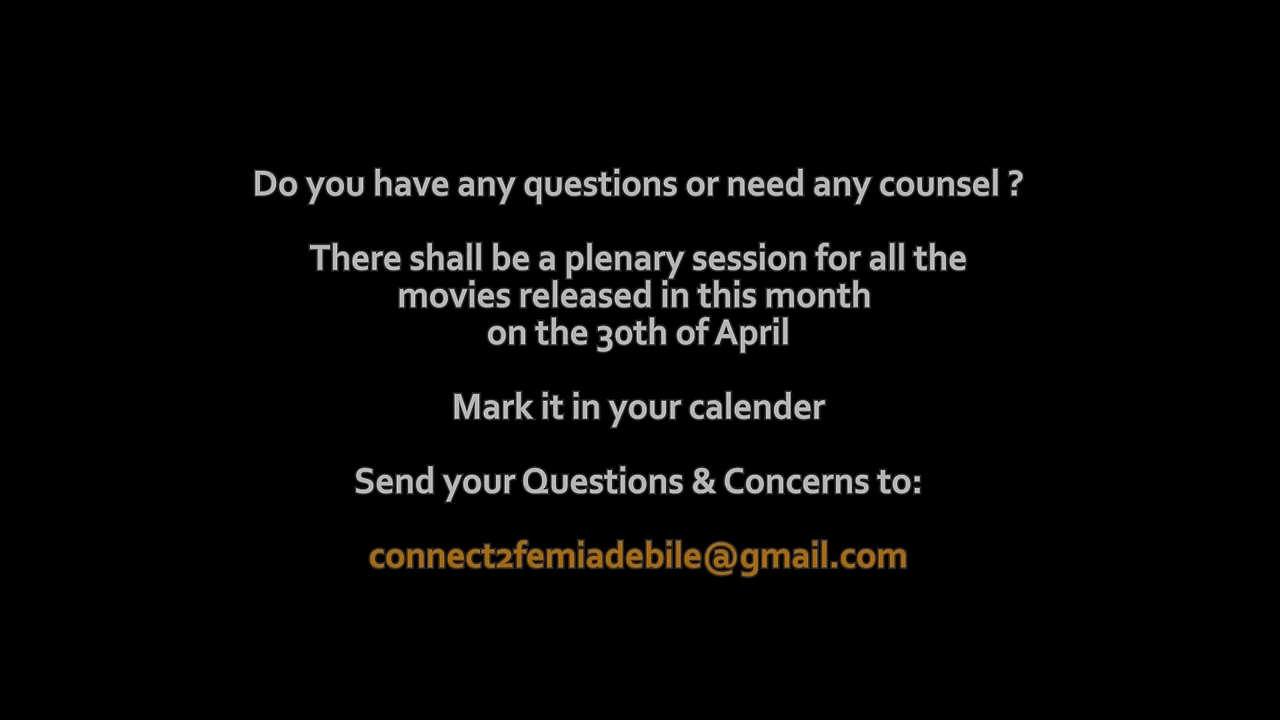 Do you have any questions or need any counsel ?
There shall be a plenary session for all the
movies released in this month
on the 30th of April
Mark it in your calender
Send your Questions & Concerns to:
connect2femiadebile@gmail.com